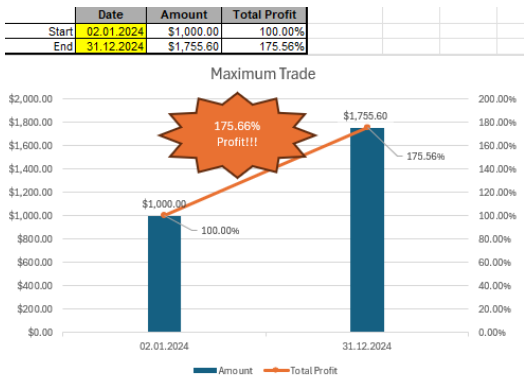 Date Amount Total Profit
Start 02.01.2024 $1,000.00 100.00%
End 31.12.2024 $1,755.60 175.56%
Maximum Trade
$2,000.00 200.00%
$1,800.00 180.00%
$1,600.00 160.00%
$1,400.00 140.00%
$1,200.00 120.00%
$1,000.00 100.00%
$800.00 80.00%
$600.00 60.00%
$400.00 40.00%
$200.00 20.00%
$0.00 0.00%
175.66%
Profit!!!
$1,755.60
175.56%
$1,000.00
100.00%
02.01.2024 31.12.2024
Amount Total Profit